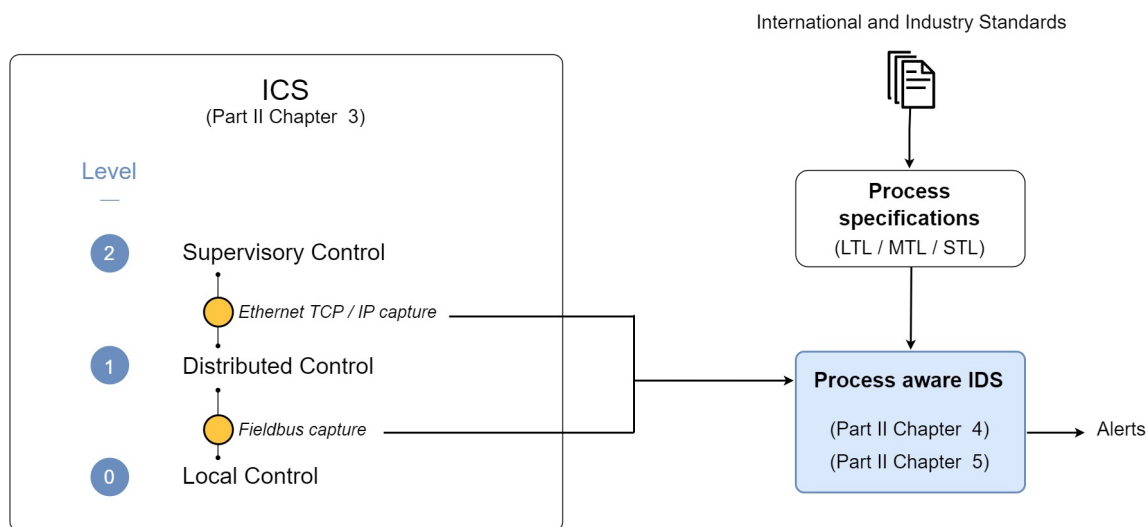 International and Industry Standards
ICS
(Part II Chapter 3)
Level
2
Supervisory Control
Ethernet TCP / IP capture
1
Distributed Control
Fieldbus capture
0
Local Control
Process
specifications
(LTL / MTL / STL)
Process aware IDS
(Part II Chapter 4)
(Part II Chapter 5)
Alerts